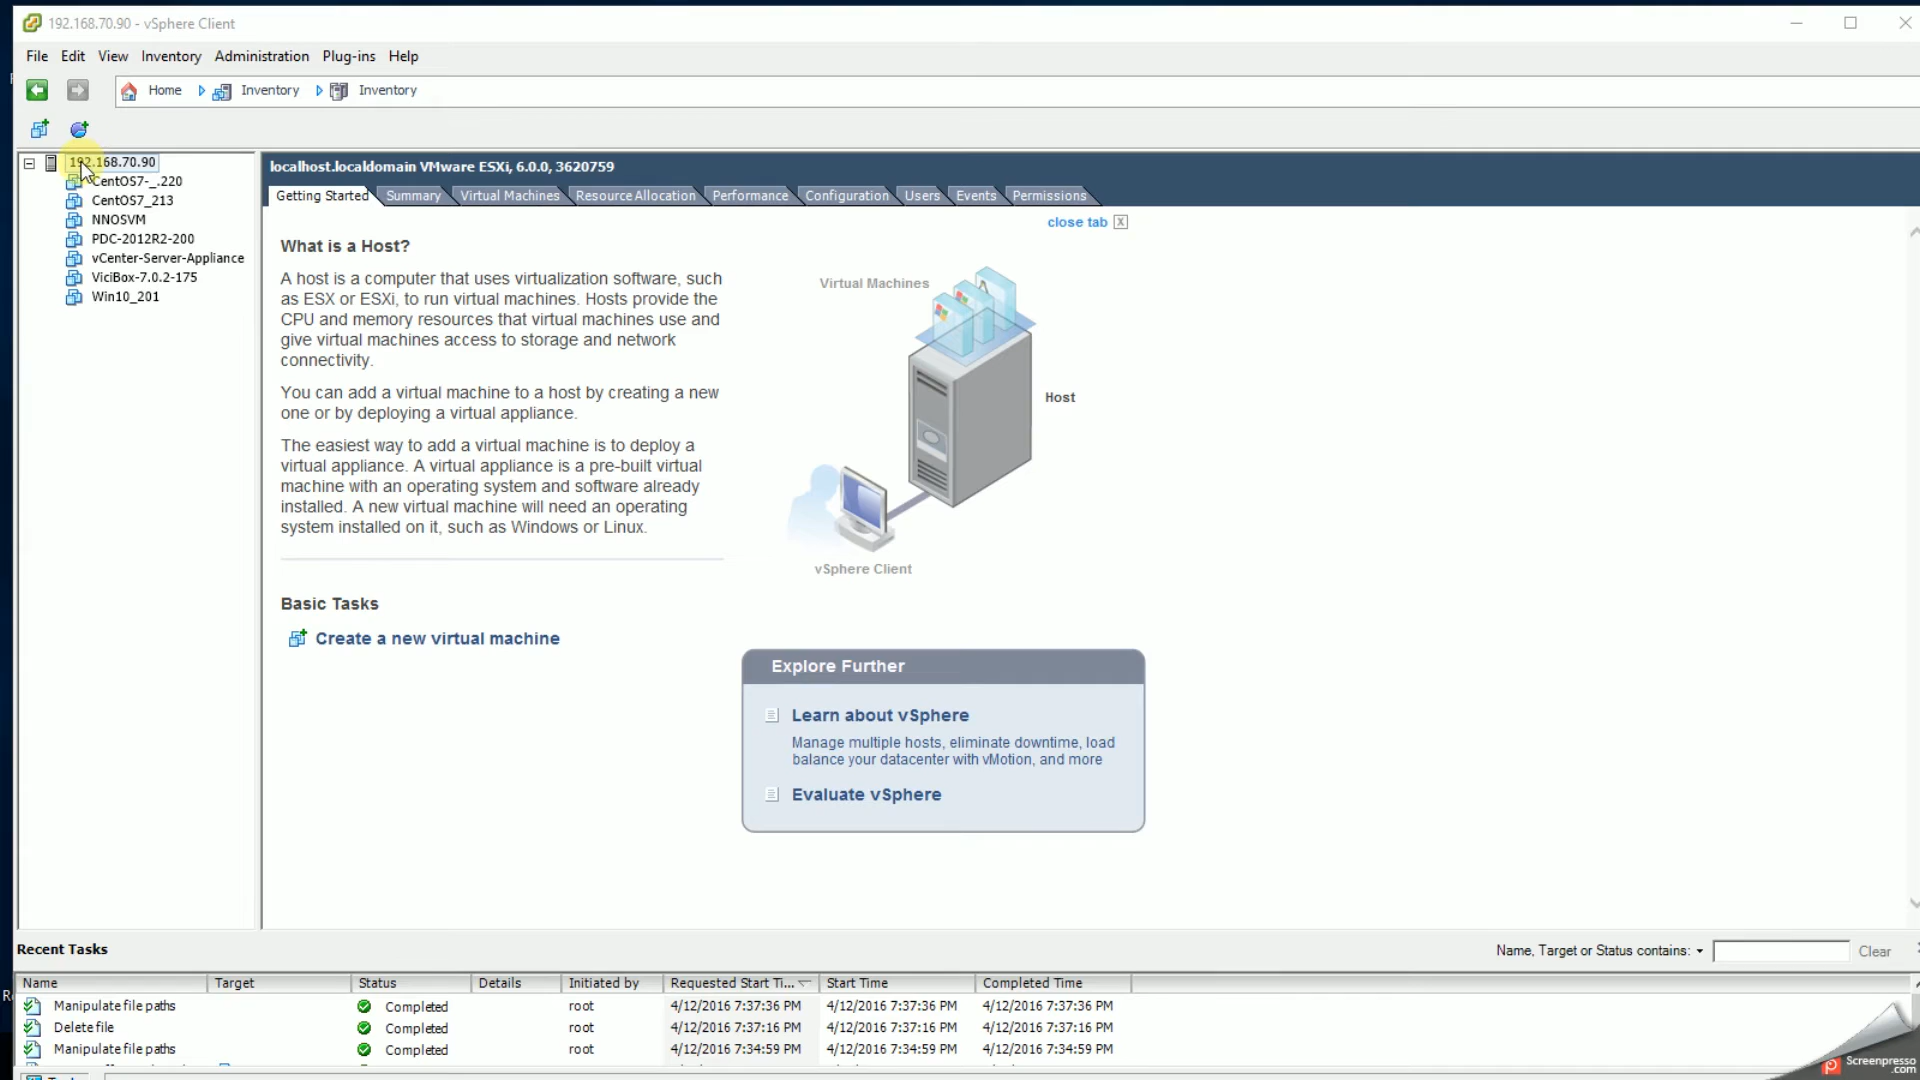 192.168.70.90 - vSphere Client
File Edit View Inventory Administration Plug-ins Help
Home Inventory Inventory
192.168.70.90
CentOS7-_.220
CentOS7_213
NNOSVM
PDC-2012R2-200
vCenter-Server-Appliance
ViciBox-7.0.2-175
Win10_201
localhost.localdomain VMware ESXi, 6.0.0, 3620759
Getting Started Summary Virtual Machines Resource Allocation Performance Configuration Users Events Permissions
close tab X
What is a Host?
A host is a computer that uses virtualization software, such
as ESX or ESXi, to run virtual machines. Hosts provide the
CPU and memory resources that virtual machines use and
give virtual machines access to storage and network
connectivity.
You can add a virtual machine to a host by creating a new
one or by deploying a virtual appliance.
The easiest way to add a virtual machine is to deploy a
virtual appliance. A virtual appliance is a pre-built virtual
machine with an operating system and software already
installed. A new virtual machine will need an operating
system installed on it, such as Windows or Linux.
Virtual Machines
Host
vSphere Client
Basic Tasks
Create a new virtual machine
Explore Further
Learn about vSphere
Manage multiple hosts, eliminate downtime, load
balance your datacenter with vMotion, and more
Evaluate vSphere
Recent Tasks
Name, Target or Status contains: Clear
Name Target Status Details Initiated by Requested Start Ti... Start Time Completed Time
Manipulate file paths Completed root 4/12/2016 7:37:36 PM 4/12/2016 7:37:36 PM 4/12/2016 7:37:36 PM
Delete file Completed root 4/12/2016 7:37:16 PM 4/12/2016 7:37:16 PM 4/12/2016 7:37:16 PM
Manipulate file paths Completed root 4/12/2016 7:34:59 PM 4/12/2016 7:34:59 PM 4/12/2016 7:34:59 PM
Screenpresso
.com